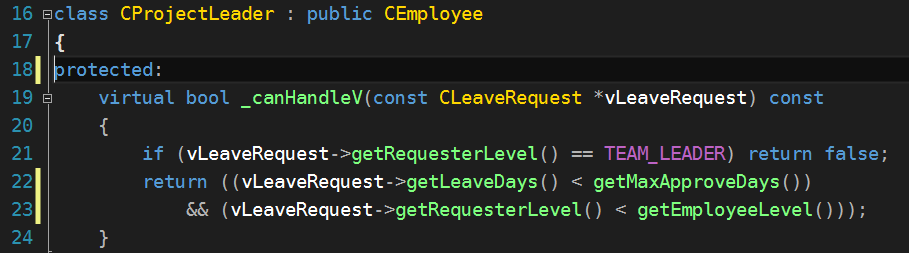 16 class CProjectLeader : public CEmployee
17 {
18 protected:
19 virtual bool _canHandleV(const CLeaveRequest *vLeaveRequest) const
20 {
21 if (vLeaveRequest->getRequesterLevel() == TEAM_LEADER) return false;
22 return ((vLeaveRequest->getLeaveDays() < getMaxApproveDays())
23 && (vLeaveRequest->getRequesterLevel() < getEmployeeLevel()));
24 }